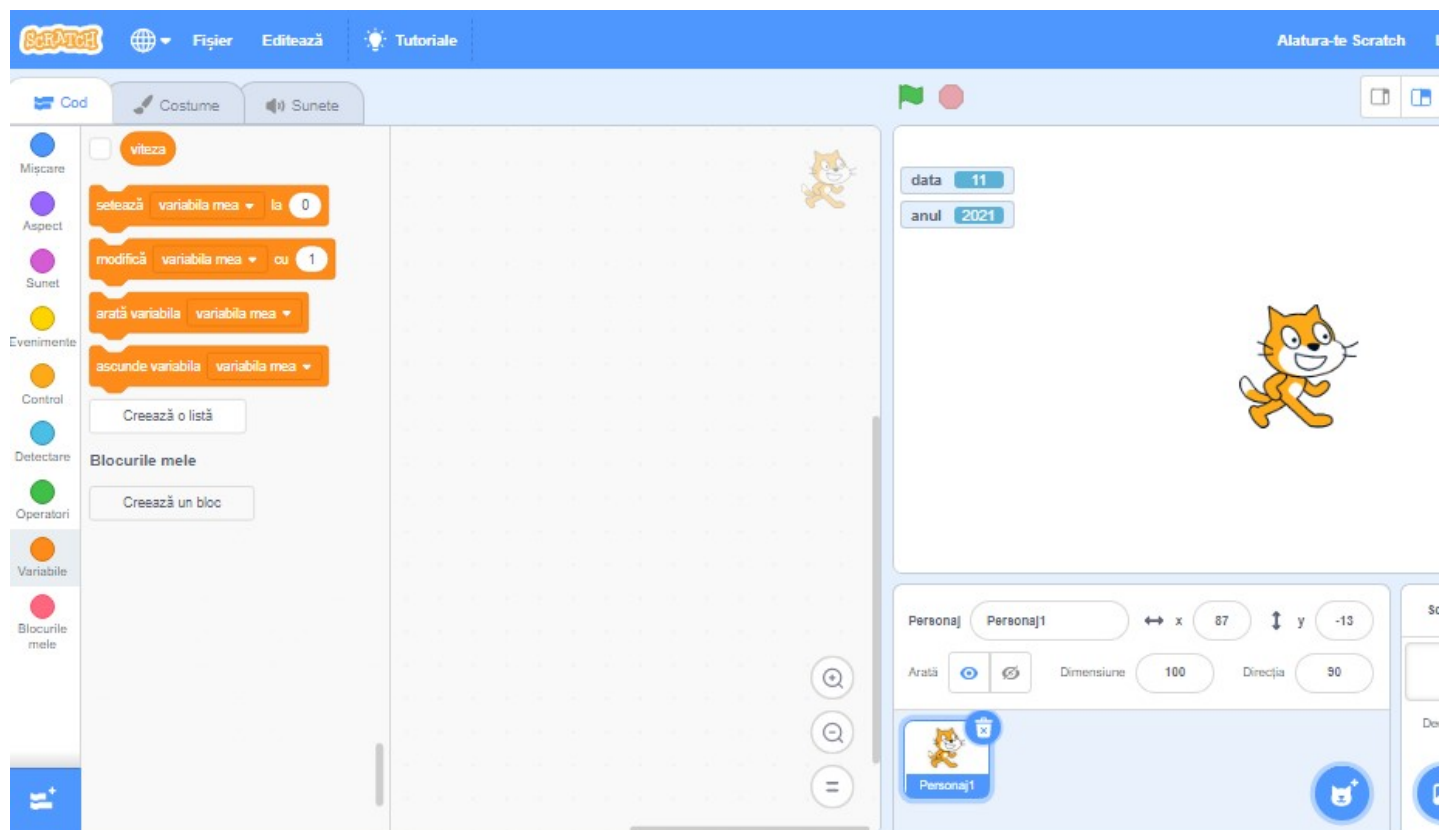 SCRATCH Fișier Editează Tutoriale Alatura-te Scratch
Cod Costume Sunete
Mișcare
Aspect
Sunet
Evenimente
Control
Detectare
Operatori
Variabile
Blocurile
mele
viteza
setează variabila mea la 0
modifică variabila mea cu 1
arată variabila variabila mea
ascunde variabila variabila mea
Creează o listă
Blocurile mele
Creează un bloc
data 11
anul 2021
Personaj Personaj1 x 87 y -13
Arată Dimensiune 100 Direcția 90
Personaj1